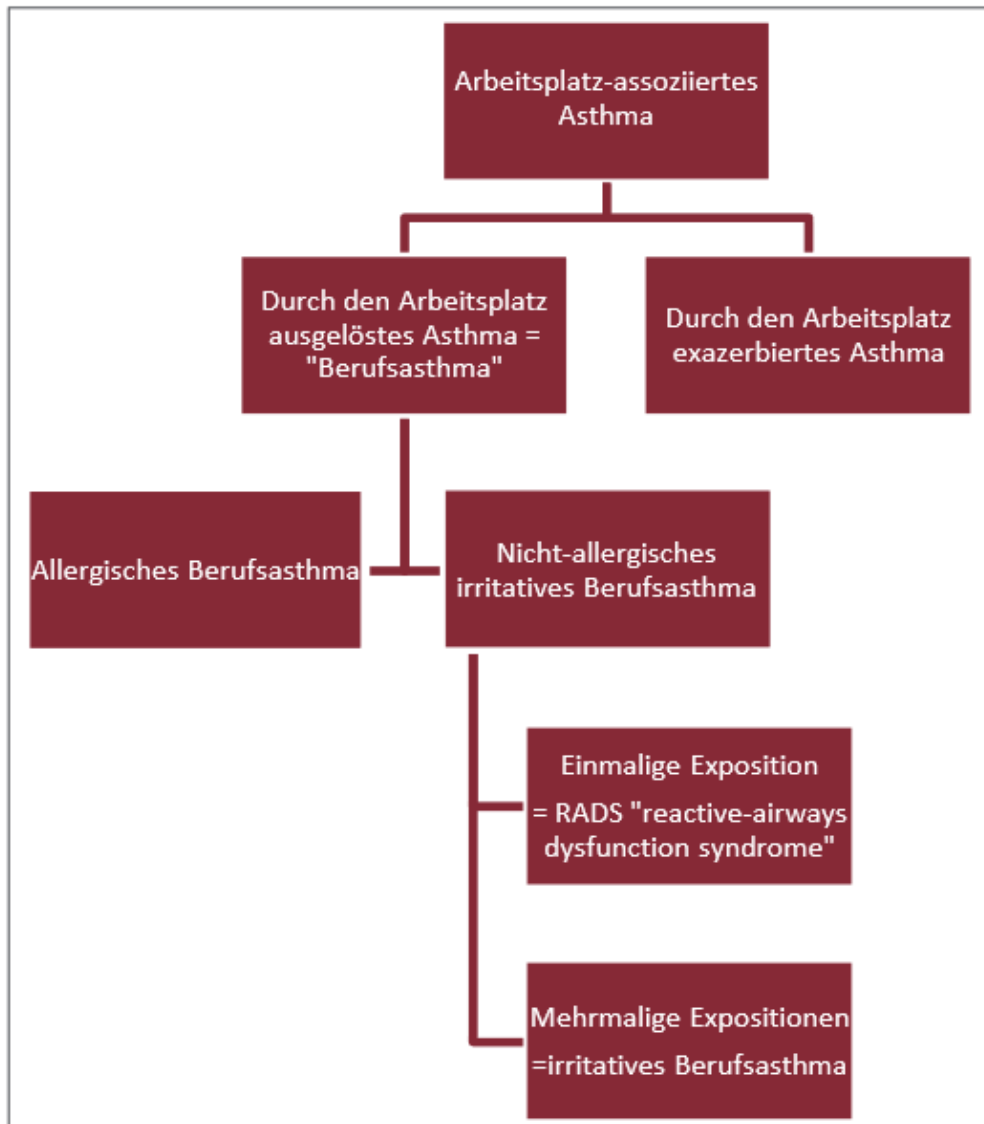 Arbeitsplatz-assoziiertes
Asthma
Durch den Arbeitsplatz
ausgelöstes Asthma =
"Berufsasthma"
Durch den Arbeitsplatz
exazerbiertes Asthma
Allergisches Berufsasthma
Nicht-allergisches
irritatives Berufsasthma
Einmalige Exposition
= RADS "reactive-airways
dysfunction syndrome"
Mehrmalige Expositionen
=irritatives Berufsasthma